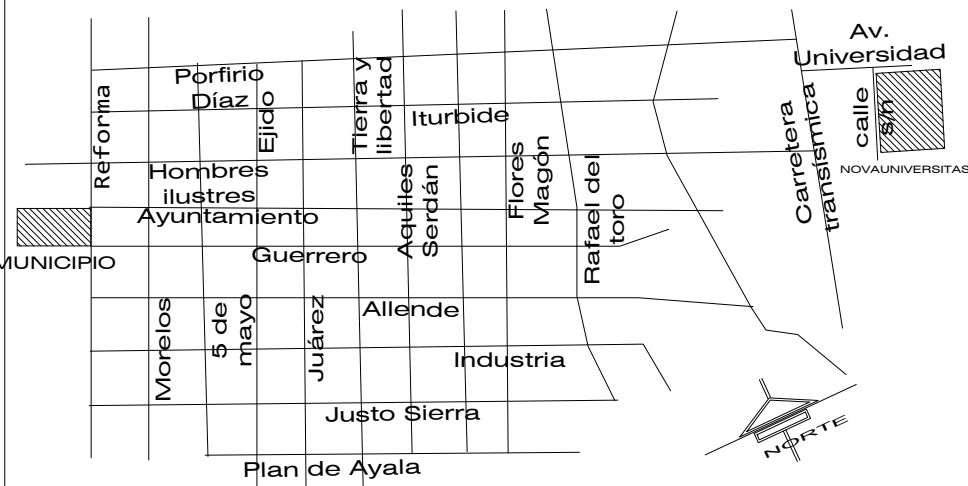 Av.
Universidad
Porfirio
Díaz
Reforma
Ejido
Tierra y
libertad
Iturbide
Carretera
transísmica
calle
s/n
NOVAUNIVERSITAS
Hombres
ilustres
Ayuntamiento
Aquiles
Serdán
Flores
Magón
Rafael del
toro
MUNICIPIO
Guerrero
Morelos
5 de
mayo
Juárez
Allende
Industria
Justo Sierra
Plan de Ayala
NORTE